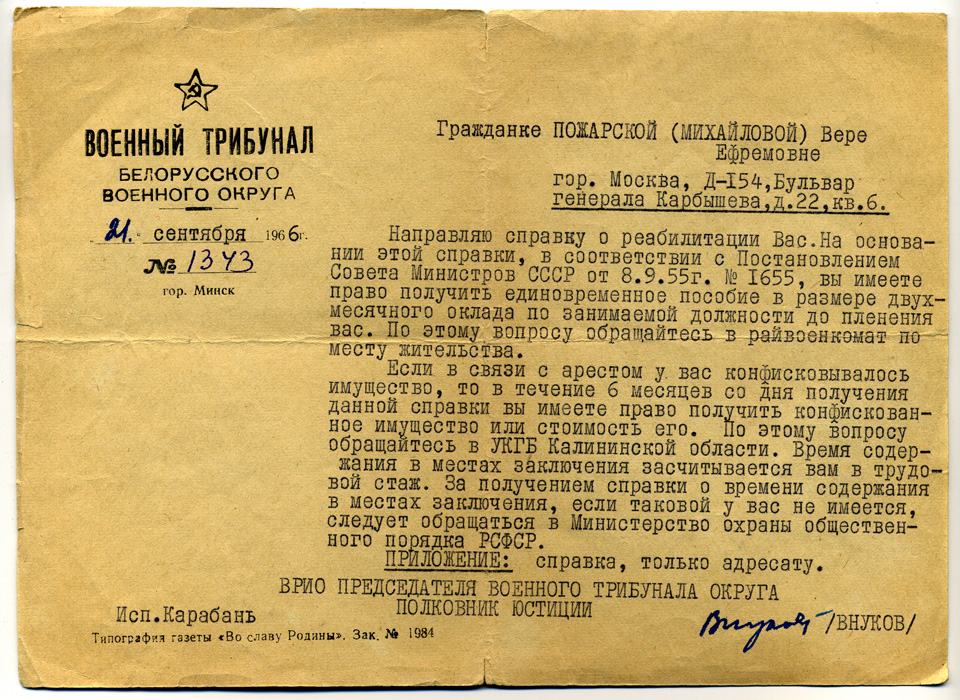 ВОЕННЫЙ ТРИБУНАЛ
БЕЛОРУССКОГО
ВОЕННОГО ОКРУГА
„21.“ сентября 1966г.
№ 1343
гор. Минск
Гражданке ПОЖАРСКОЙ (МИХАЙЛОВОЙ) Вере
Ефремовне
гор. Москва, Д-154,Бульвар
генерала Карбышева,д.22,кв.6.
Направляю справку о реабилитации Вас.На основа-
нии этой справки, в соответствии с Постановлением
Совета Министров СССР от 8.9.55г. № 1655, вы имеете
право получить единовременное пособие в размере двух-
месячного оклада по занимаемой должности до пленения
вас. По этому вопросу обращайтесь в райвоенкомат по
месту жительства.
Если в связи с арестом у вас конфисковывалось
имущество, то в течение 6 месяцев со дня получения
данной справки вы имеете право получить конфискован-
ное имущество или стоимость его. По этому вопросу
обращайтесь в УКГБ Калининской области. Время содер-
жания в местах заключения засчитывается вам в трудо-
вой стаж. За получением справки о времени содержания
в местах заключения, если таковой у вас не имеется,
следует обращаться в Министерство охраны обществен-
ного порядка РСФСР.
ПРИЛОЖЕНИЕ: справка, только адресату.
ВРИО ПРЕДСЕДАТЕЛЯ ВОЕННОГО ТРИБУНАЛА ОКРУГА
ПОЛКОВНИК ЮСТИЦИИ
Внуков /ВНУКОВ/
Исп.Карабань
Типография газеты «Во славу Родины». Зак. № 1984